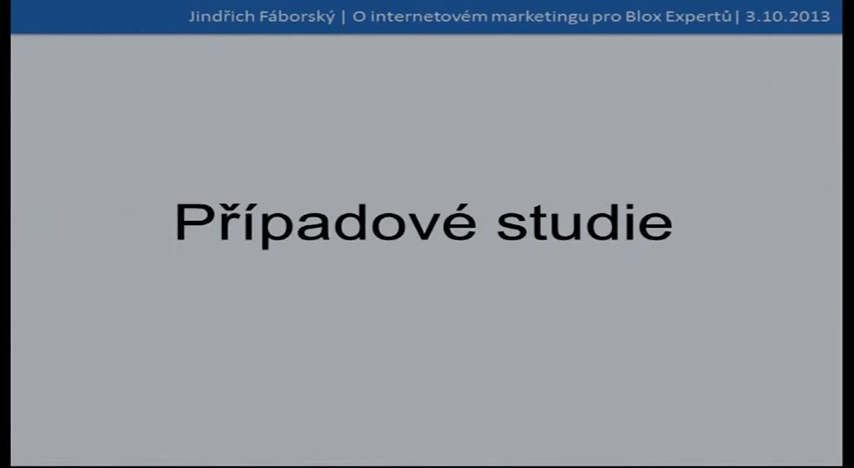 Jindřich Fáborský | O internetovém marketingu pro Blox Expertů| 3.10.2013
Případové studie